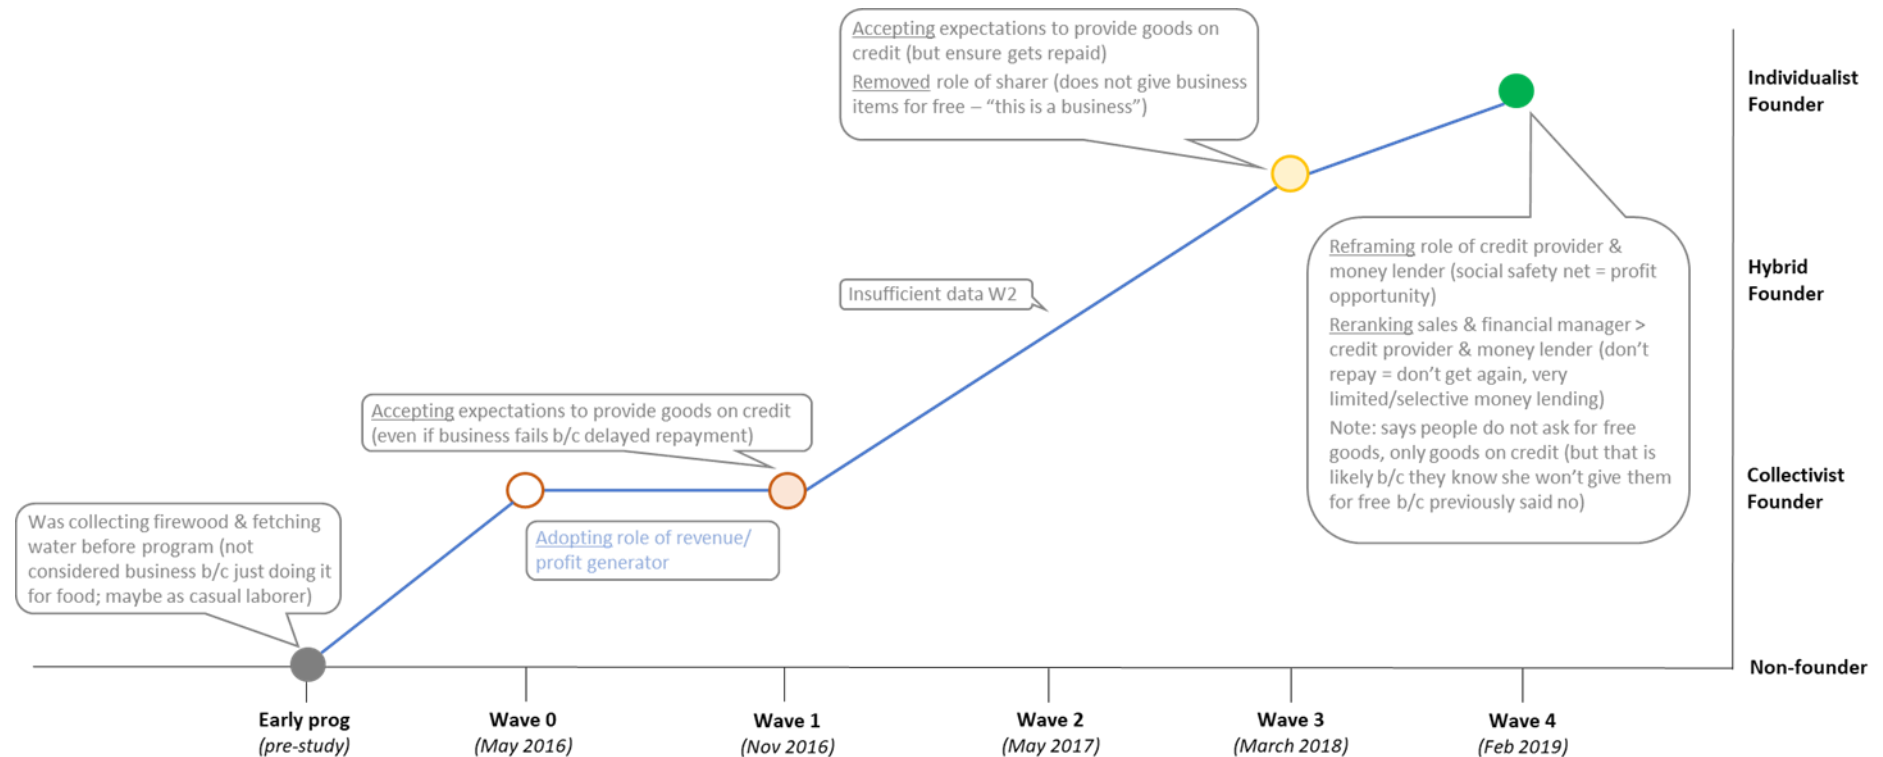 Accepting expectations to provide goods on
credit (but ensure gets repaid)
Removed role of sharer (does not give business
items for free – “this is a business”)
Individualist
Founder
Reframing role of credit provider &
money lender (social safety net = profit
opportunity)
Reranking sales & financial manager >
credit provider & money lender (don’t
repay = don’t get again, very
limited/selective money lending)
Note: says people do not ask for free
goods, only goods on credit (but that is
likely b/c they know she won’t give them
for free b/c previously said no)
Hybrid
Founder
Insufficient data W2
Accepting expectations to provide goods on credit
(even if business fails b/c delayed repayment)
Collectivist
Founder
Was collecting firewood & fetching
water before program (not
considered business b/c just doing it
for food; maybe as casual laborer)
Adopting role of revenue/
profit generator
Non-founder
Early prog
(pre-study)
Wave 0
(May 2016)
Wave 1
(Nov 2016)
Wave 2
(May 2017)
Wave 3
(March 2018)
Wave 4
(Feb 2019)